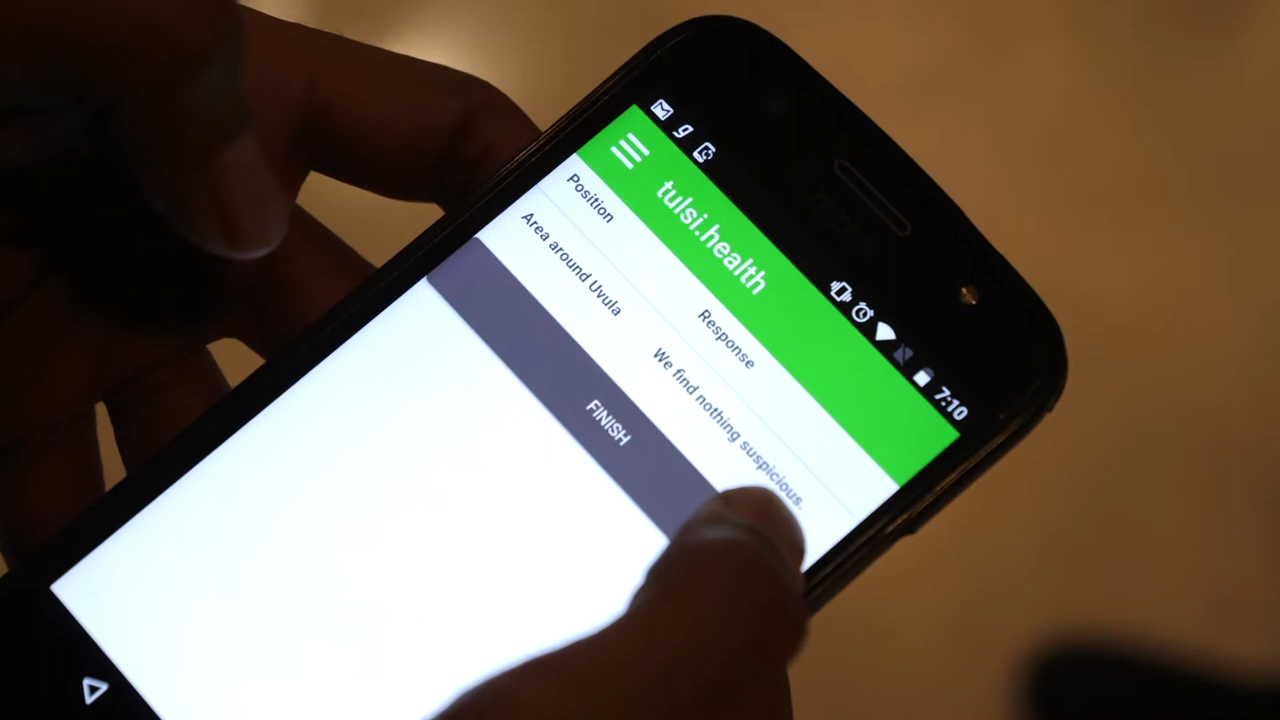 7:10
tulsi.health
Position Response
Area around Uvula We find nothing suspicious.
FINISH